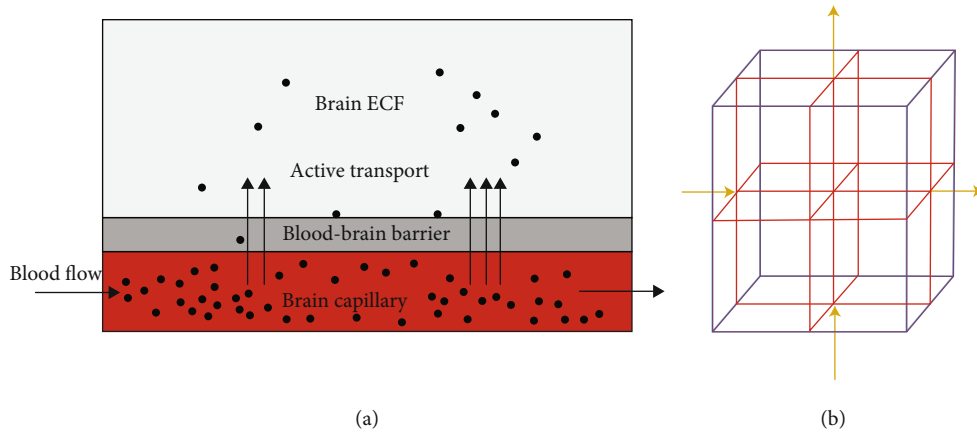 Brain ECF
Active transport
Blood-brain barrier
Blood flow
Brain capillary
(a)
(b)